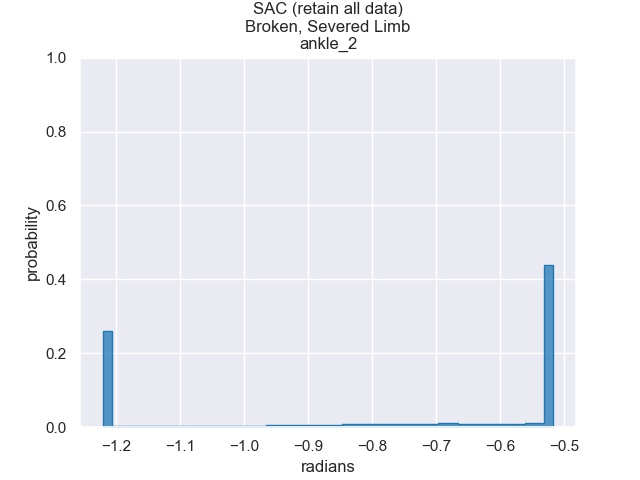 SAC (retain all data)
Broken, Severed Limb
ankle_2
1.0
0.8
0.6
0.4
0.2
0.0
probability
−1.2 −1.1 −1.0 −0.9 −0.8 −0.7 −0.6 −0.5
radians